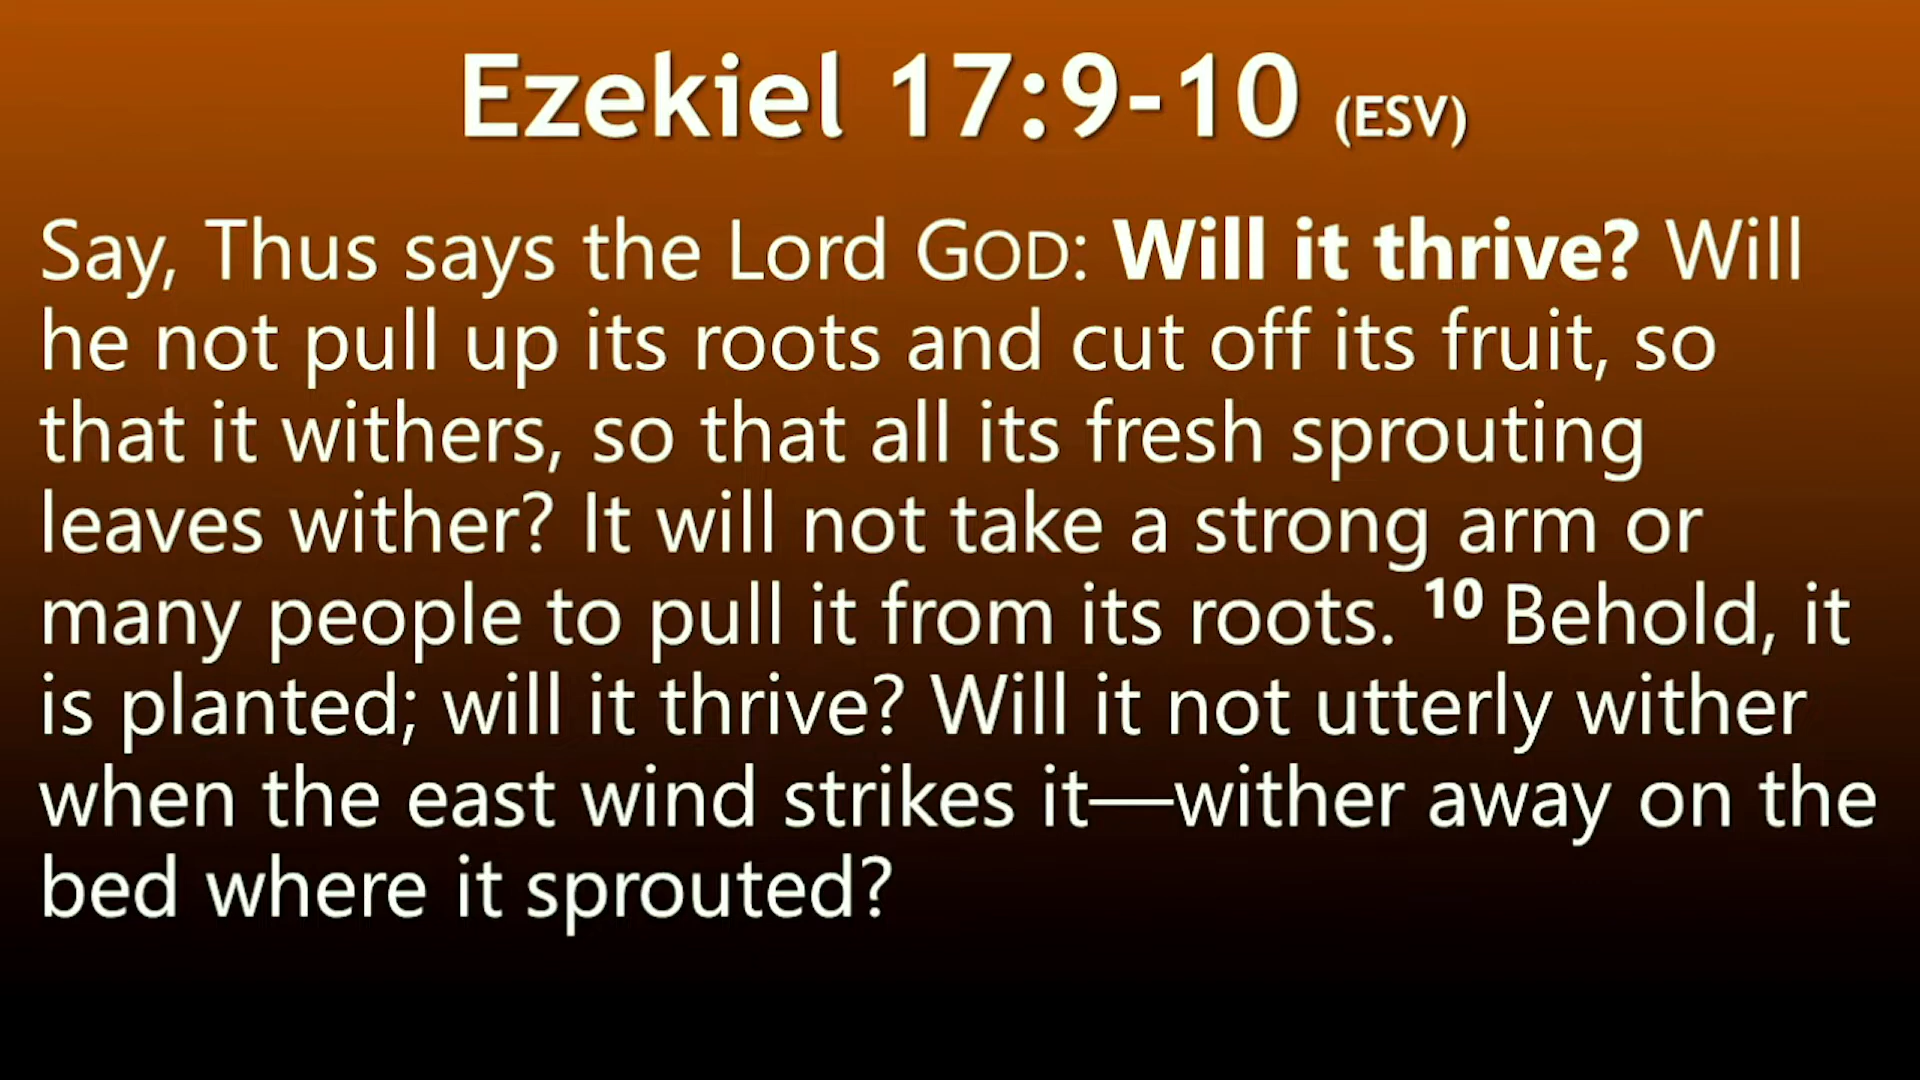 Ezekiel 17:9-10 (ESV)
Say, Thus says the Lord GOD: Will it thrive? Will
he not pull up its roots and cut off its fruit, so
that it withers, so that all its fresh sprouting
leaves wither? It will not take a strong arm or
many people to pull it from its roots. 10 Behold, it
is planted; will it thrive? Will it not utterly wither
when the east wind strikes it—wither away on the
bed where it sprouted?